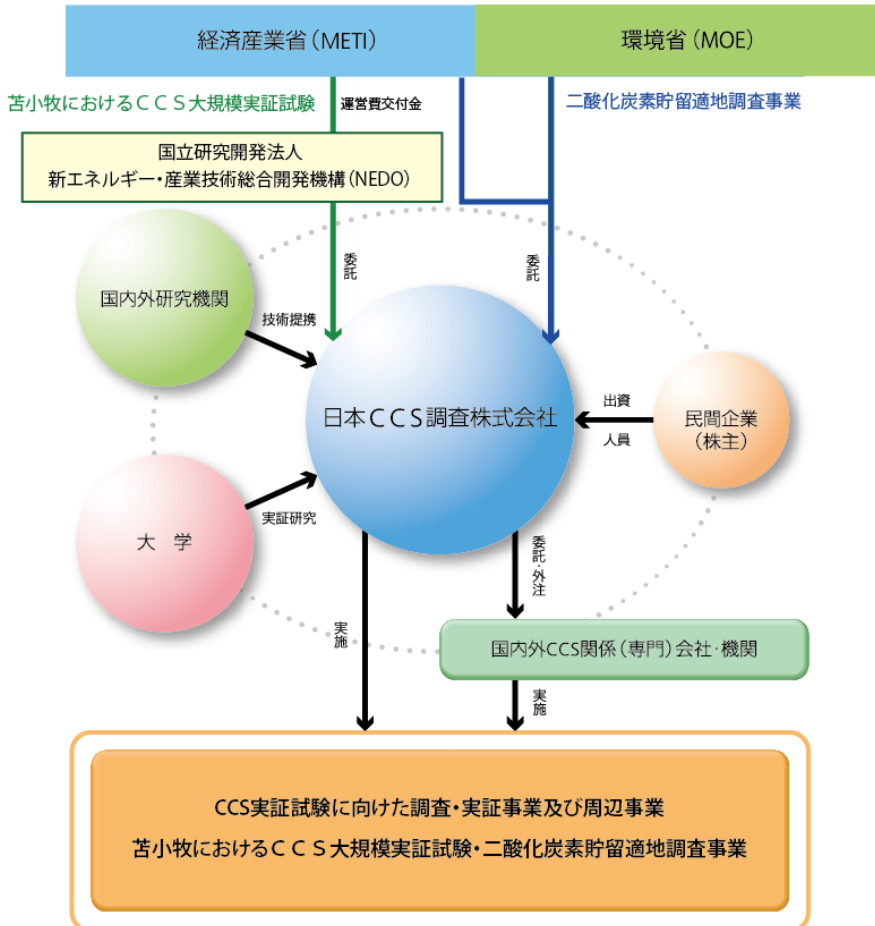 経済産業省（METI）
環境省（MOE）
苫小牧におけるＣＣＳ大規模実証試験
運営費交付金
二酸化炭素貯留適地調査事業
国立研究開発法人
新エネルギー・産業技術総合開発機構（NEDO）
委託
委託
国内外研究機関
技術提携
日本ＣＣＳ調査株式会社
出資
人員
民間企業
（株主）
大　学
実証研究
委託・外注
実施
国内外CCS関係（専門）会社・機関
実施
CCS実証試験に向けた調査・実証事業及び周辺事業
苫小牧におけるＣＣＳ大規模実証試験・二酸化炭素貯留適地調査事業